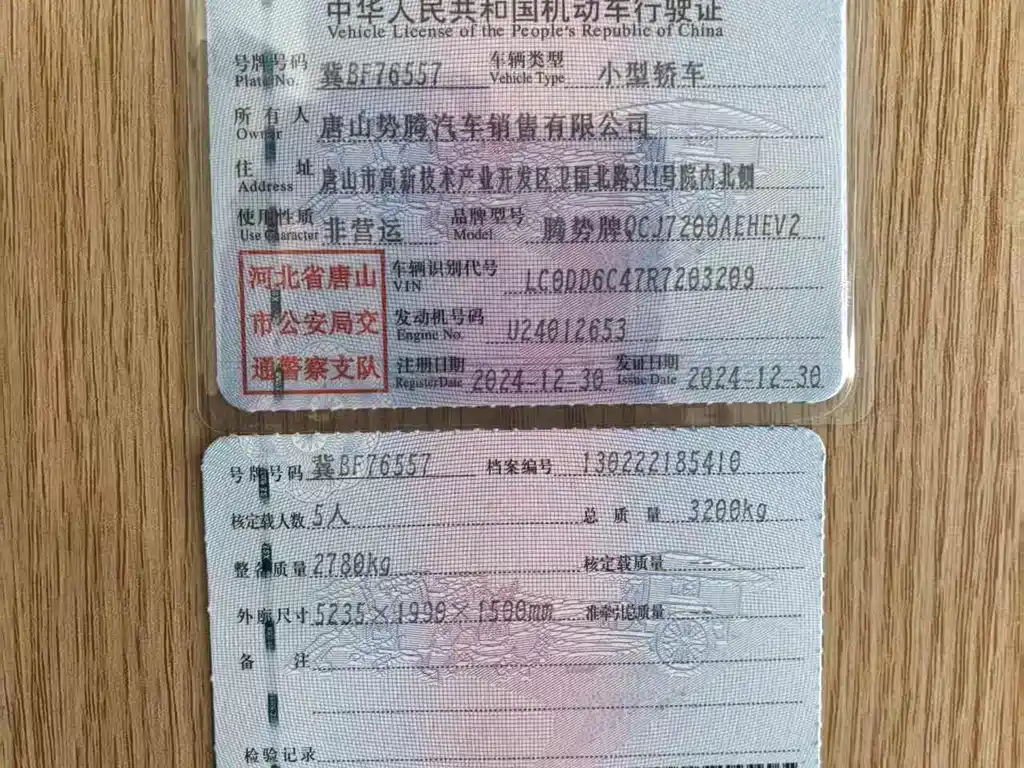 中华人民共和国机动车行驶证
Vehicle License of the People's Republic of China
号牌号码 Plate No. 冀BF76557 车辆类型 Vehicle Type 小型轿车
所有人 Owner 唐山势腾汽车销售有限公司
住址 Address 唐山市高新技术产业开发区卫国北路311号院内北侧
使用性质 Use Character 非营运 品牌型号 Model 腾势牌QCJ7200AEHEV2
车辆识别代号 VIN LC0DD6C47R7203209
发动机号码 Engine No. U24012653
注册日期 Register Date 2024-12-30 发证日期 Issue Date 2024-12-30
河北省唐山
市公安局交
通警察支队
号牌号码 冀BF76557 档案编号 130222185410
核定载人数 5人 总质量 3200kg
整备质量 2780kg 核定载质量 --
外廓尺寸 5235×1990×1500mm 准牵引总质量 --
备注
检验记录